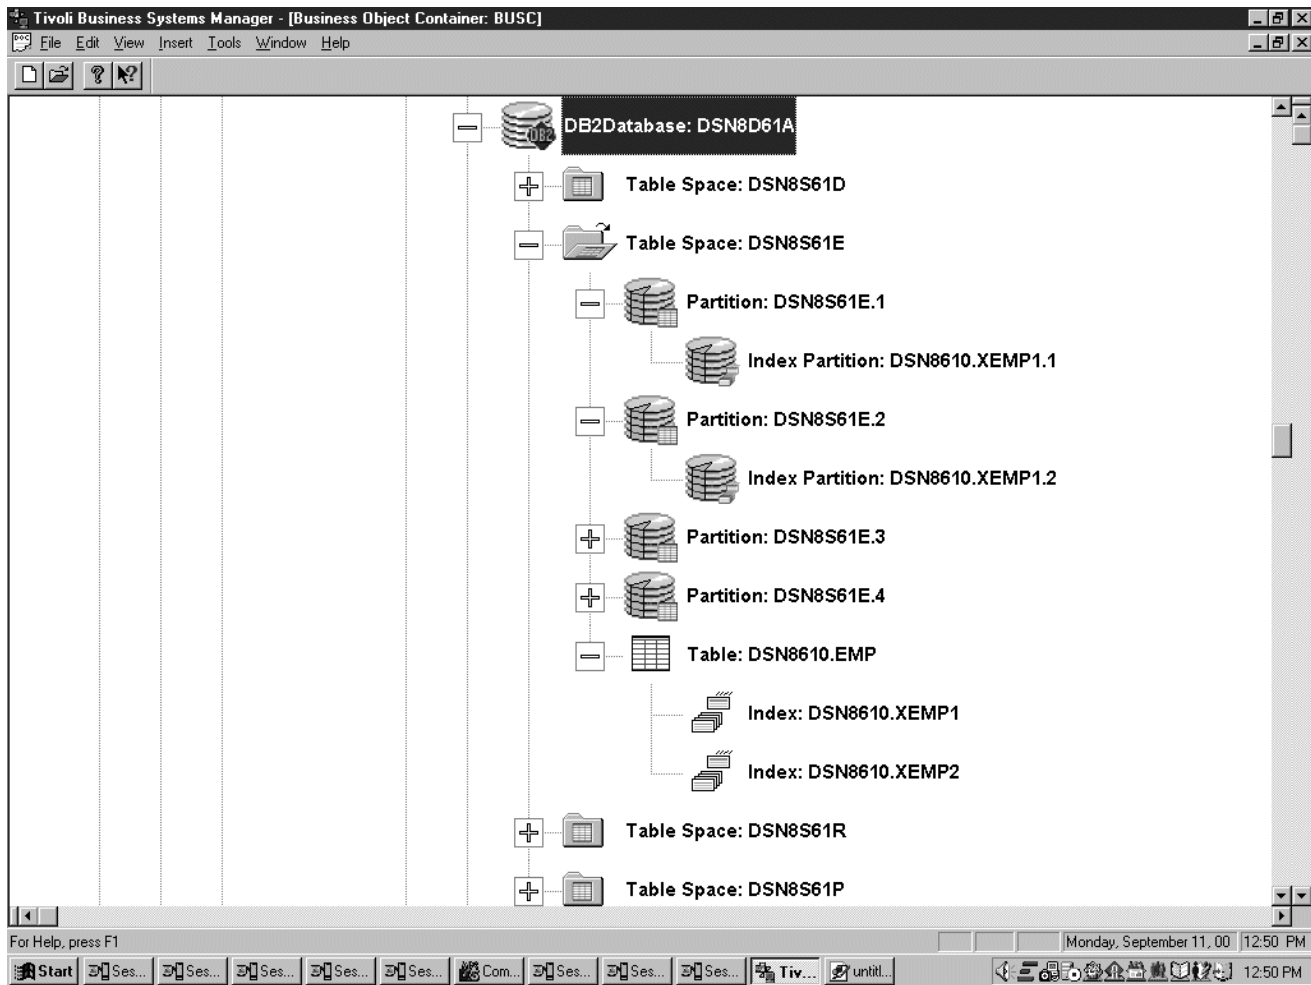 Tivoli Business Systems Manager - [Business Object Container: BUSC]
File Edit View Insert Tools Window Help
DB2Database: DSN8D61A
Table Space: DSN8S61D
Table Space: DSN8S61E
Partition: DSN8S61E.1
Index Partition: DSN8610.XEMP1.1
Partition: DSN8S61E.2
Index Partition: DSN8610.XEMP1.2
Partition: DSN8S61E.3
Partition: DSN8S61E.4
Table: DSN8610.EMP
Index: DSN8610.XEMP1
Index: DSN8610.XEMP2
Table Space: DSN8S61R
Table Space: DSN8S61P
For Help, press F1 Monday, September 11, 00 12:50 PM
Start Ses... Ses... Ses... Ses... Ses... Com... Ses... Ses... Ses... Tiv... untitl... 12:50 PM